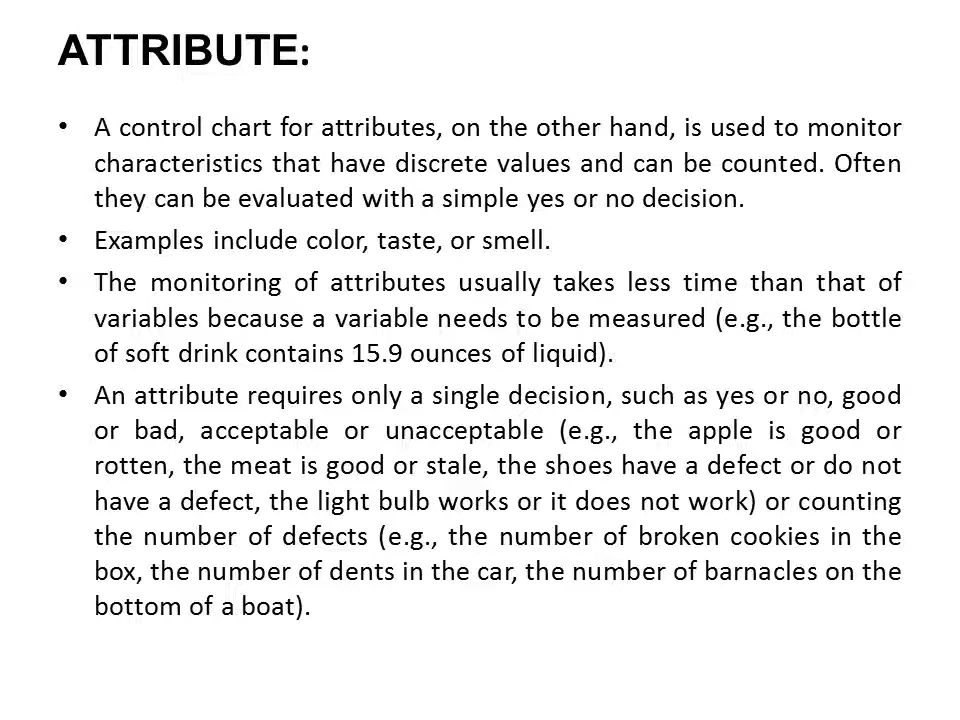 ATTRIBUTE:
• A control chart for attributes, on the other hand, is used to monitor
characteristics that have discrete values and can be counted. Often
they can be evaluated with a simple yes or no decision.
• Examples include color, taste, or smell.
• The monitoring of attributes usually takes less time than that of
variables because a variable needs to be measured (e.g., the bottle
of soft drink contains 15.9 ounces of liquid).
• An attribute requires only a single decision, such as yes or no, good
or bad, acceptable or unacceptable (e.g., the apple is good or
rotten, the meat is good or stale, the shoes have a defect or do not
have a defect, the light bulb works or it does not work) or counting
the number of defects (e.g., the number of broken cookies in the
box, the number of dents in the car, the number of barnacles on the
bottom of a boat).